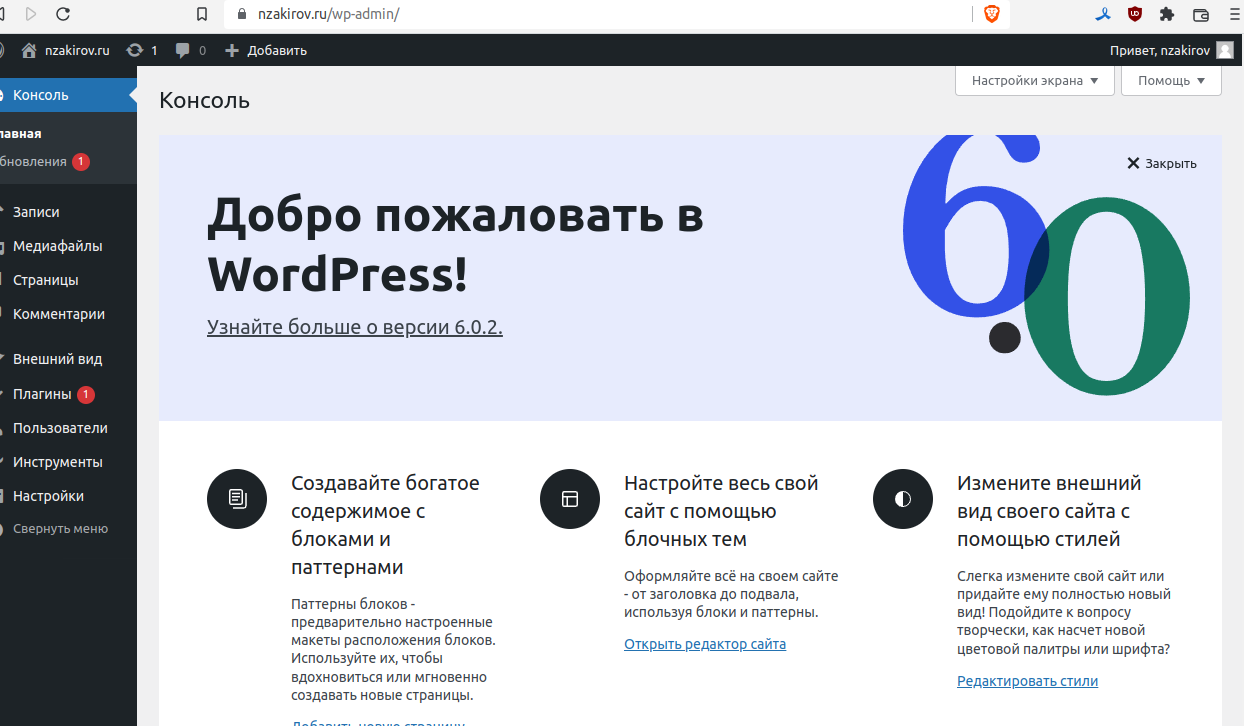 nzakirov.ru/wp-admin/
nzakirov.ru 1 0 Добавить
Привет, nzakirov
Консоль
лавная
бновления 1
Записи
Медиафайлы
Страницы
Комментарии
Внешний вид
Плагины 1
Пользователи
Инструменты
Настройки
Свернуть меню
Настройки экрана
Помощь
Консоль
Закрыть
Добро пожаловать в
WordPress!
Узнайте больше о версии 6.0.2.
6.0
Создавайте богатое
содержимое с
блоками и
паттернами
Паттерны блоков -
предварительно настроенные
макеты расположения блоков.
Используйте их, чтобы
вдохновиться или мгновенно
создавать новые страницы.
Добавить новую страницу
Настройте весь свой
сайт с помощью
блочных тем
Оформляйте всё на своем сайте
- от заголовка до подвала,
используя блоки и паттерны.
Открыть редактор сайта
Измените внешний
вид своего сайта с
помощью стилей
Слегка измените свой сайт или
придайте ему полностью новый
вид! Подойдите к вопросу
творчески, как насчет новой
цветовой палитры или шрифта?
Редактировать стили